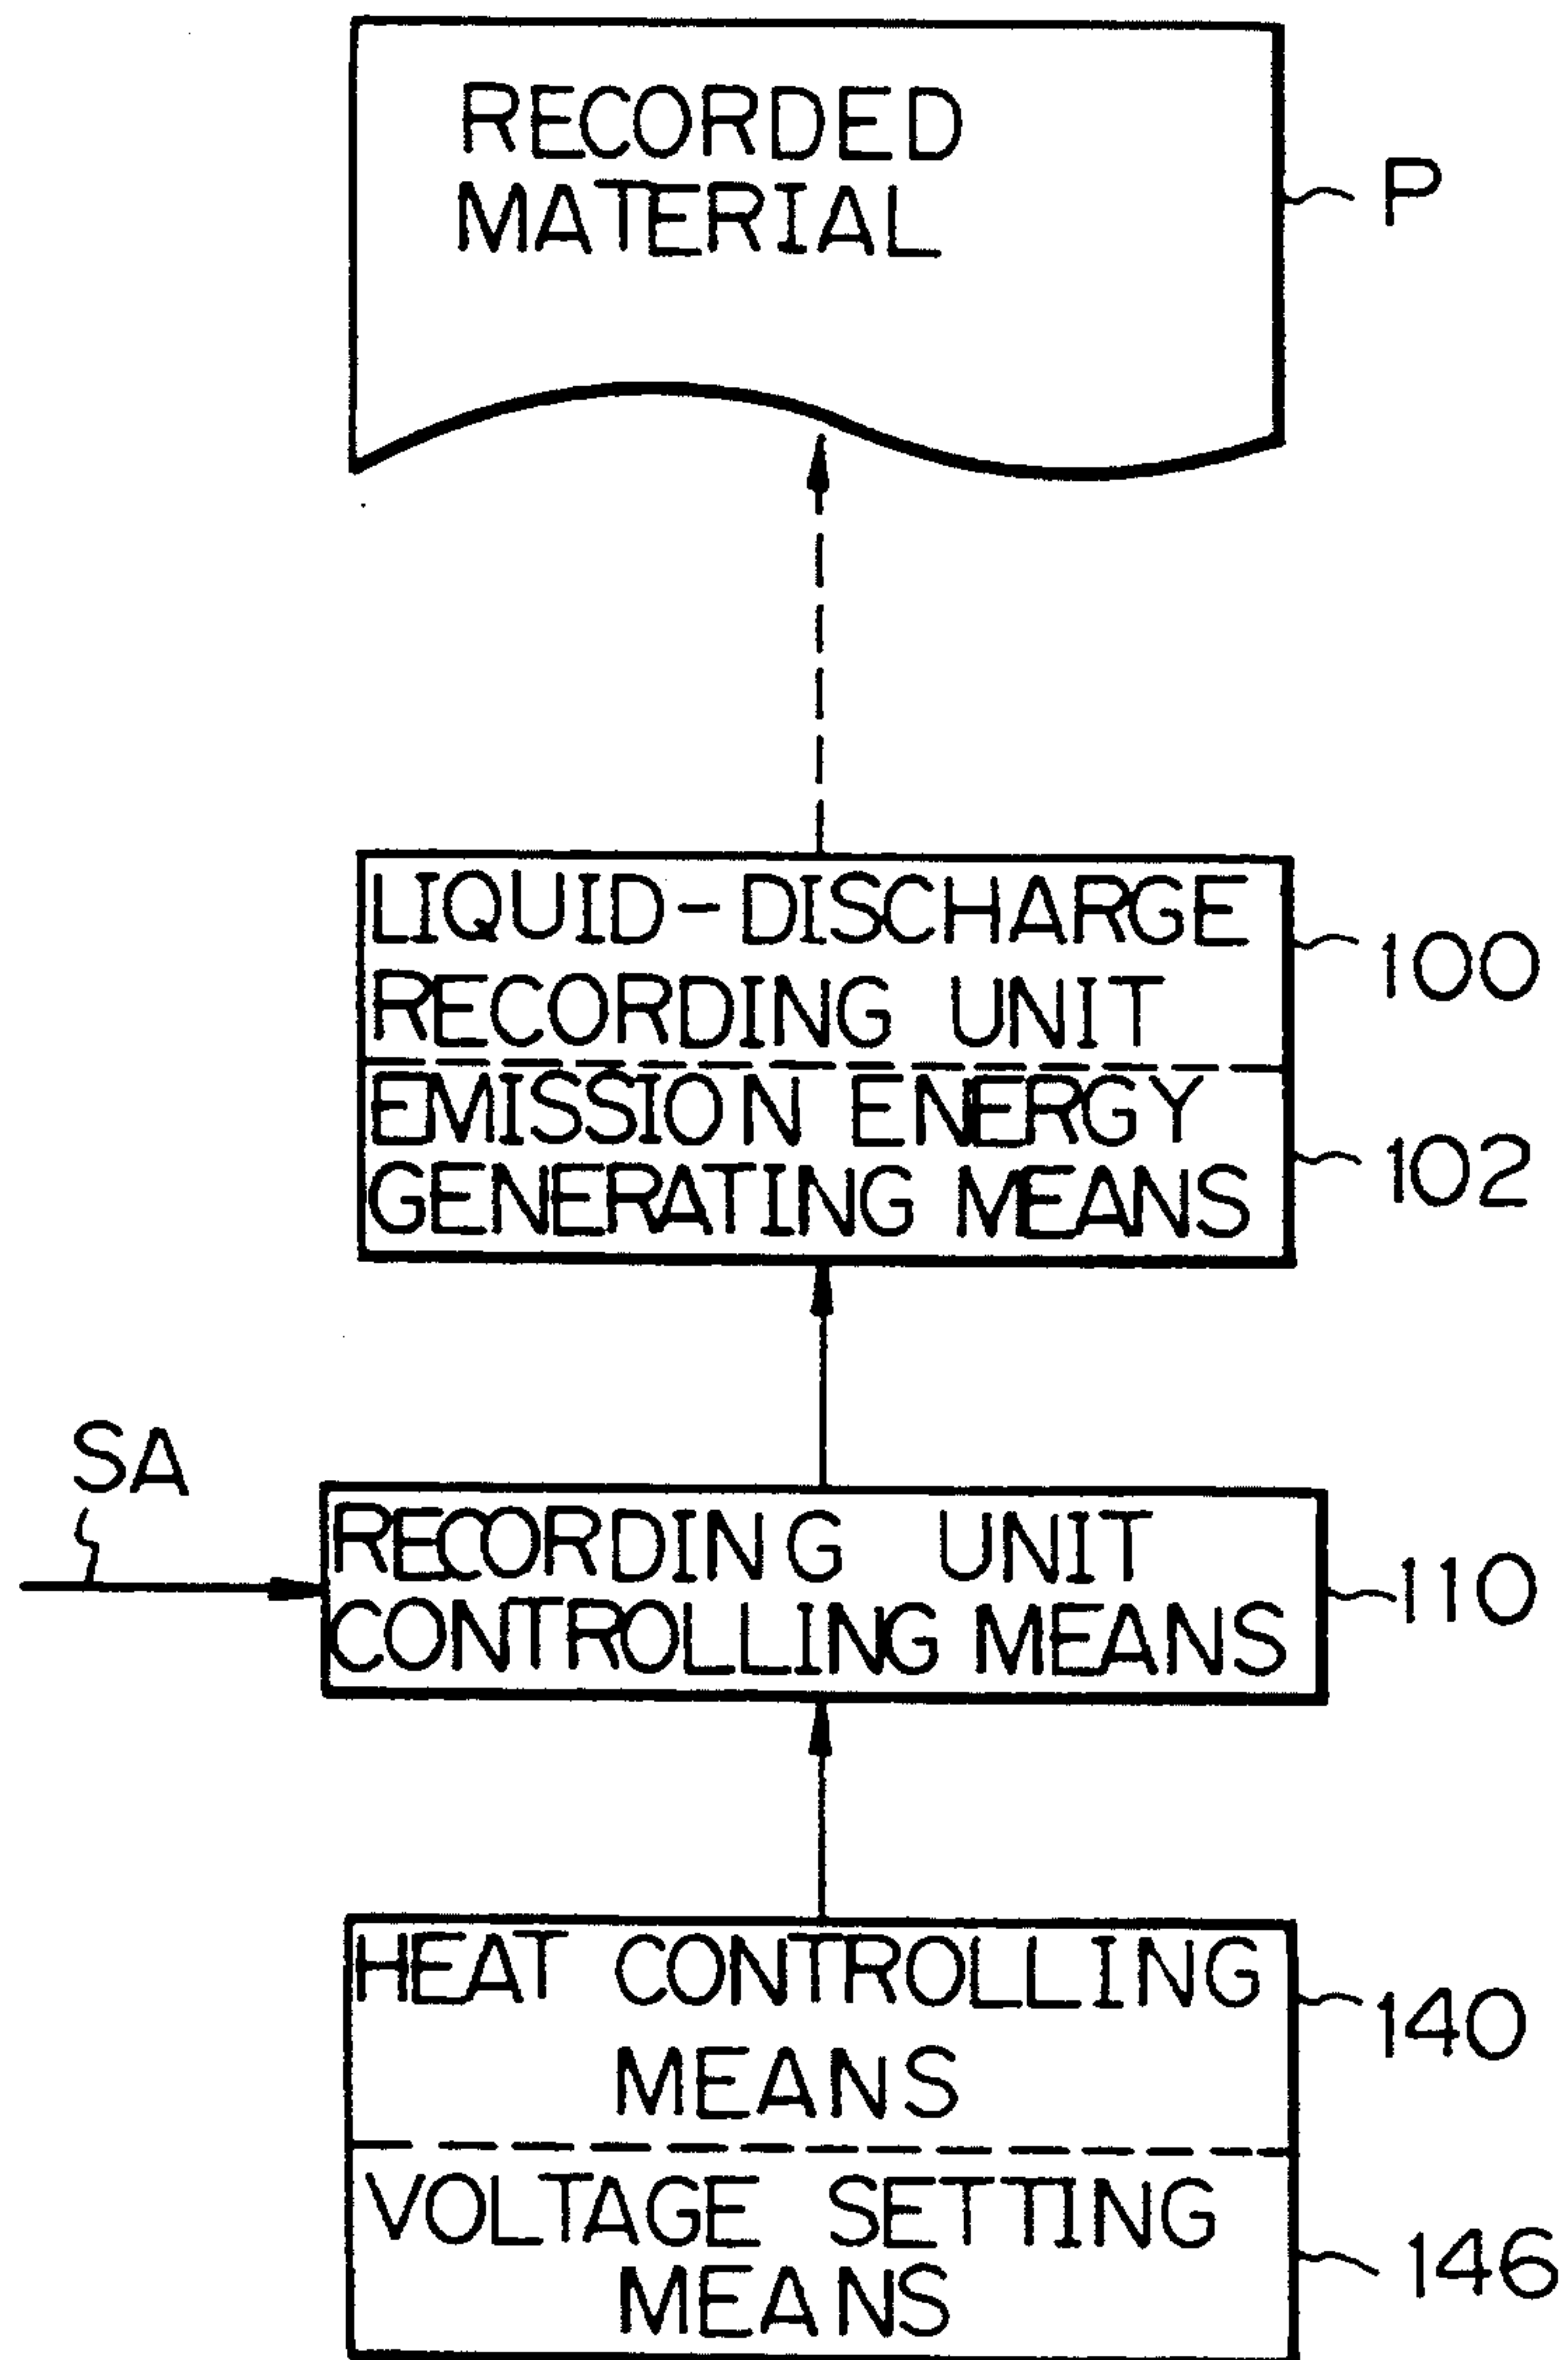 RECORDED
MATERIAL
P
LIQUID-DISCHARGE
RECORDING UNIT
100
EMISSION ENERGY
GENERATING MEANS
102
SA
RECORDING UNIT
CONTROLLING MEANS
110
HEAT CONTROLLING
MEANS
140
VOLTAGE SETTING
MEANS
146